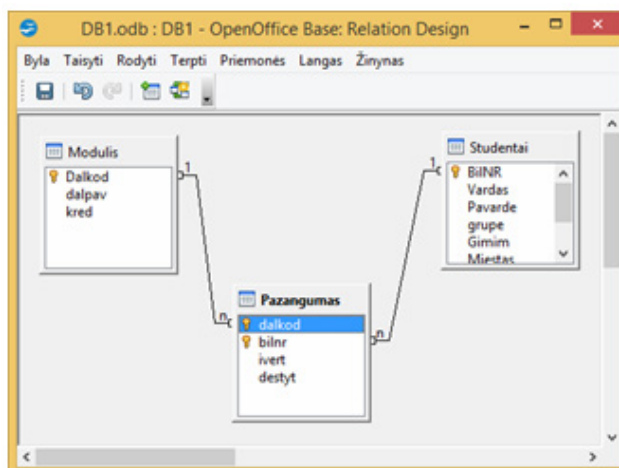 DB1.odb : DB1 - OpenOffice Base: Relation Design
Byla Taisyti Rodyti Terpti Priemonės Langas Žinynas
Modulis
Dalkod
dalpav
kred
1
n
Studentai
BilNR
Vardas
Pavarde
grupe
Gimim
Miestas
1
n
Pazangumas
dalkod
bilnr
ivert
destyt